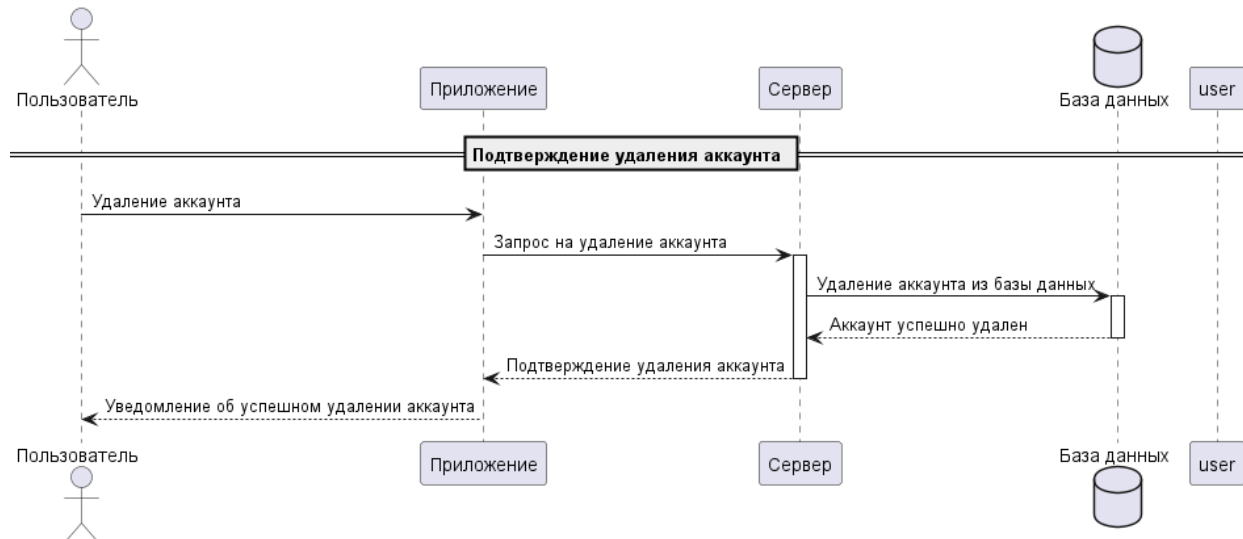 Пользователь
Приложение
Сервер
База данных
user
Подтверждение удаления аккаунта
Удаление аккаунта
Запрос на удаление аккаунта
Удаление аккаунта из базы данных
Аккаунт успешно удален
Подтверждение удаления аккаунта
Уведомление об успешном удалении аккаунта
Пользователь
Приложение
Сервер
База данных
user